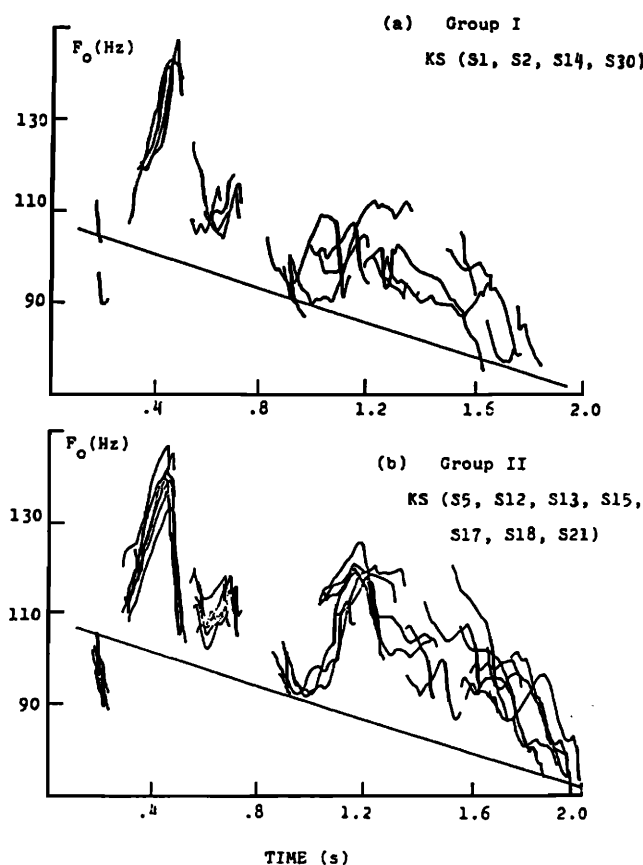 (a) Group I
F₀(Hz)
KS (S1, S2, S14, S30)
130
110
90
.4 .8 1.2 1.6 2.0
F₀(Hz)
(b) Group II
KS (S5, S12, S13, S15,
S17, S18, S21)
130
110
90
.4 .8 1.2 1.6 2.0
TIME (s)